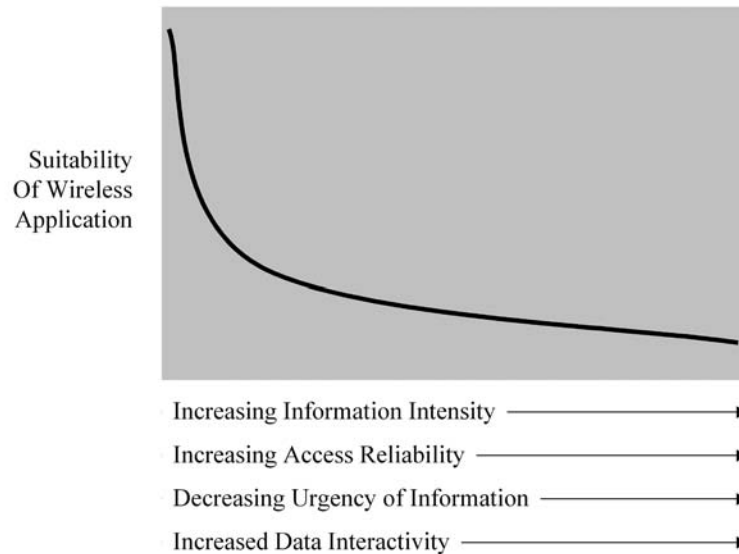 Suitability
Of Wireless
Application
Increasing Information Intensity
Increasing Access Reliability
Decreasing Urgency of Information
Increased Data Interactivity